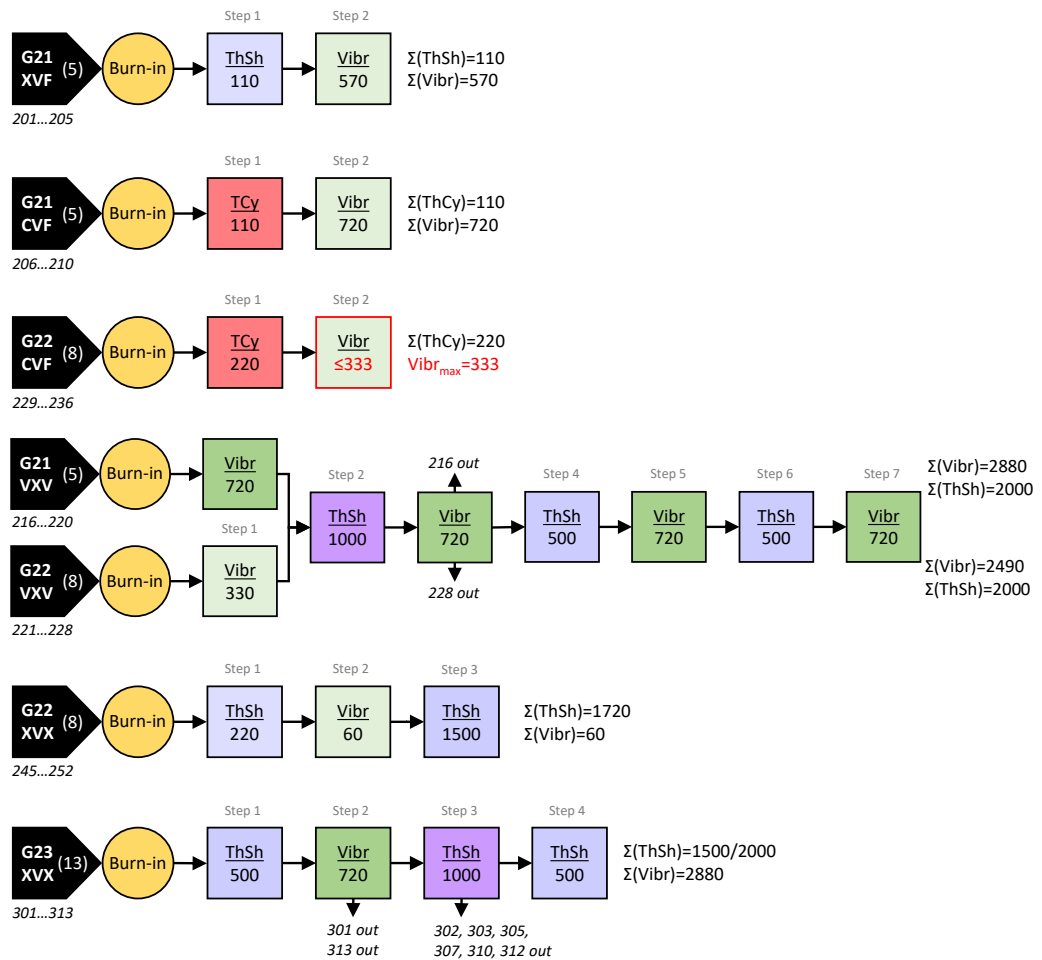 Step 1
Step 2
G21
XVF
(5)
Burn-in
ThSh
110
Vibr
570
Σ(ThSh)=110
Σ(Vibr)=570
201...205
Step 1
Step 2
G21
CVF
(5)
Burn-in
TCy
110
Vibr
720
Σ(ThCy)=110
Σ(Vibr)=720
206...210
Step 1
Step 2
G22
CVF
(8)
Burn-in
TCy
220
Vibr
≤333
Σ(ThCy)=220
Vibrmax=333
229...236
G21
VXV
(5)
Burn-in
Vibr
720
216...220
Step 1
G22
VXV
(8)
Burn-in
Vibr
330
221...228
Step 2
ThSh
1000
216 out
Vibr
720
228 out
Step 4
ThSh
500
Step 5
Vibr
720
Step 6
ThSh
500
Step 7
Vibr
720
Σ(Vibr)=2880
Σ(ThSh)=2000
Σ(Vibr)=2490
Σ(ThSh)=2000
Step 1
Step 2
Step 3
G22
XVX
(8)
Burn-in
ThSh
220
Vibr
60
ThSh
1500
Σ(ThSh)=1720
Σ(Vibr)=60
245...252
Step 1
Step 2
Step 3
Step 4
G23
XVX
(13)
Burn-in
ThSh
500
Vibr
720
ThSh
1000
ThSh
500
Σ(ThSh)=1500/2000
Σ(Vibr)=2880
301...313
301 out
313 out
302, 303, 305,
307, 310, 312 out